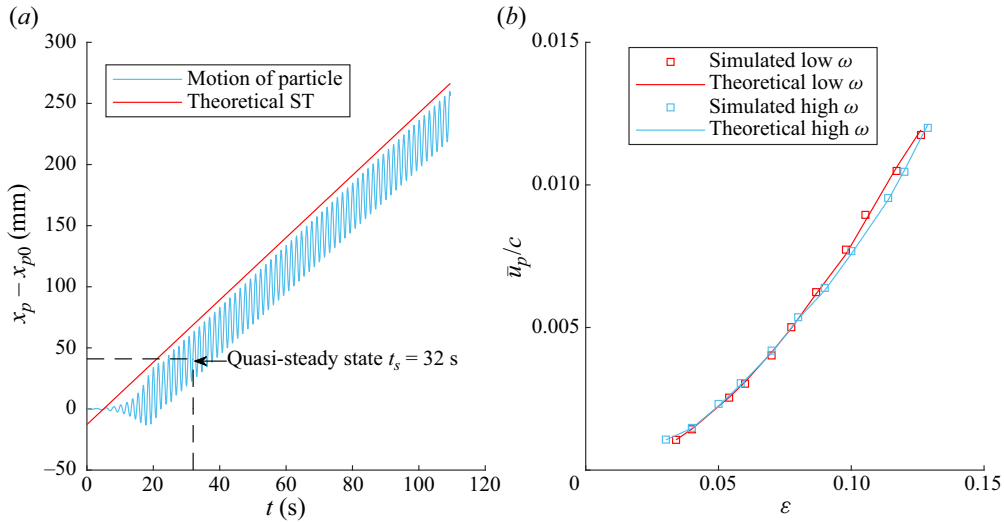 (a)
300
250
200
150
100
50
0
–50
x_p – x_{p0} (mm)
Motion of particle
Theoretical ST
Quasi-steady state t_s = 32 s
0 20 40 60 80 100 120
t (s)
(b)
0.015
0.010
0.005
ū_p/c
Simulated low ω
Theoretical low ω
Simulated high ω
Theoretical high ω
0 0.05 0.10 0.15
ε